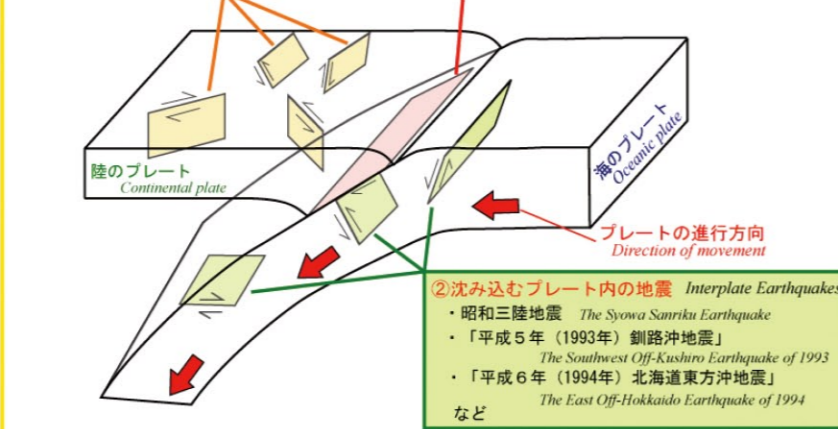 陸のプレート
Continental plate
海のプレート
Oceanic plate
プレートの進行方向
Direction of movement
②沈み込むプレート内の地震 Interplate Earthquakes
・昭和三陸地震 The Syowa Sanriku Earthquake
・「平成5年（1993年）釧路沖地震」
The Southwest Off-Kushiro Earthquake of 1993
・「平成6年（1994年）北海道東方沖地震」
The East Off-Hokkaido Earthquake of 1994
など